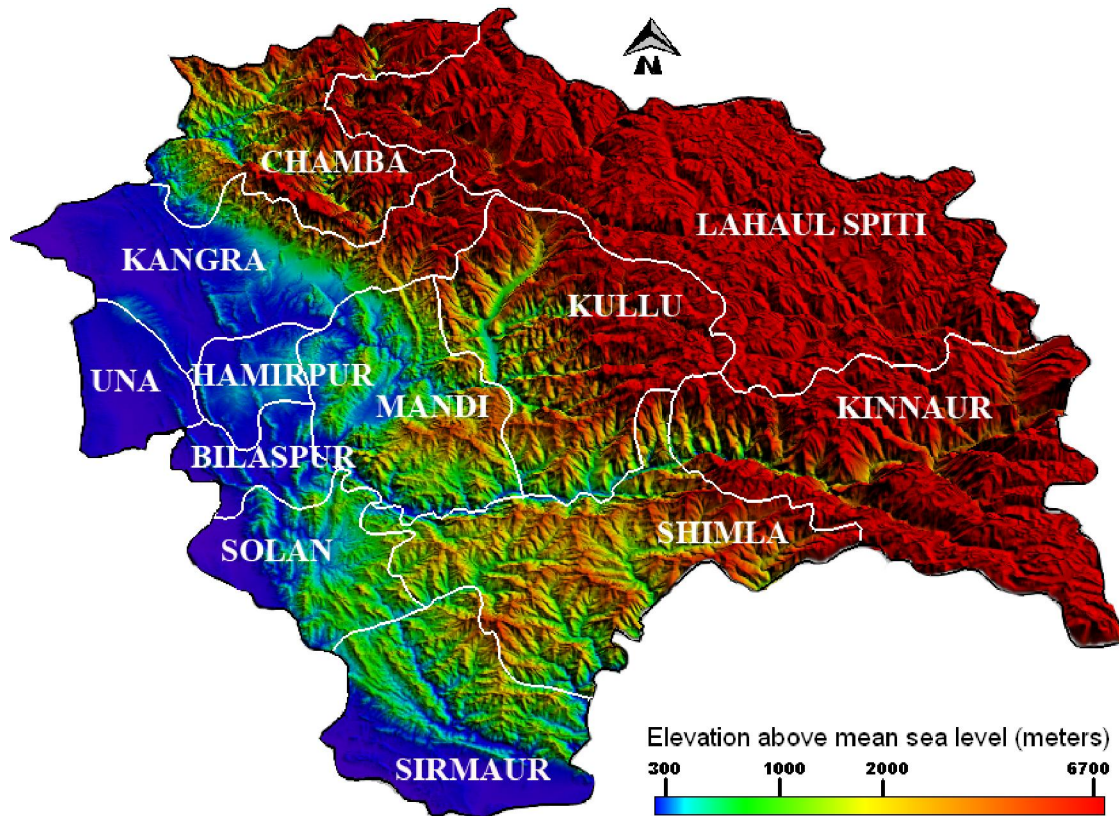 N
CHAMBA
LAHAUL SPITI
KANGRA
KULLU
UNA
HAMIRPUR
MANDI
KINNAUR
BILASPUR
SHIMLA
SOLAN
Elevation above mean sea level (meters)
300 1000 2000 6700
SIRMAUR